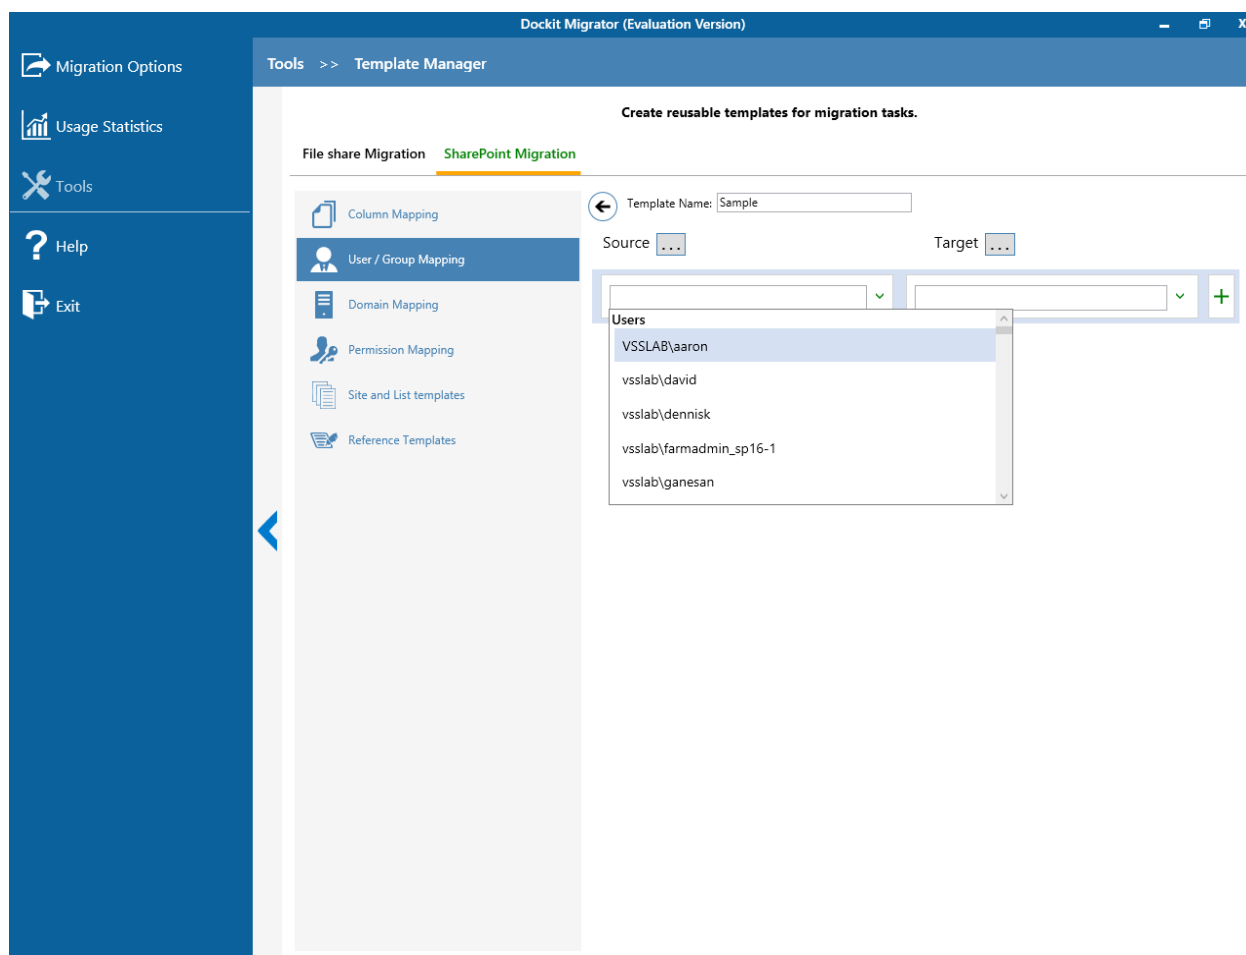 Dockit Migrator (Evaluation Version)
X
Migration Options
Usage Statistics
Tools
Help
Exit
Tools >> Template Manager
Create reusable templates for migration tasks.
File share Migration SharePoint Migration
Column Mapping
User / Group Mapping
Domain Mapping
Permission Mapping
Site and List templates
Reference Templates
Template Name: Sample
Source ... Target ...
Users
VSSLAB\aaron
vsslab\david
vsslab\dennisk
vsslab\farmadmin_sp16-1
vsslab\ganesan